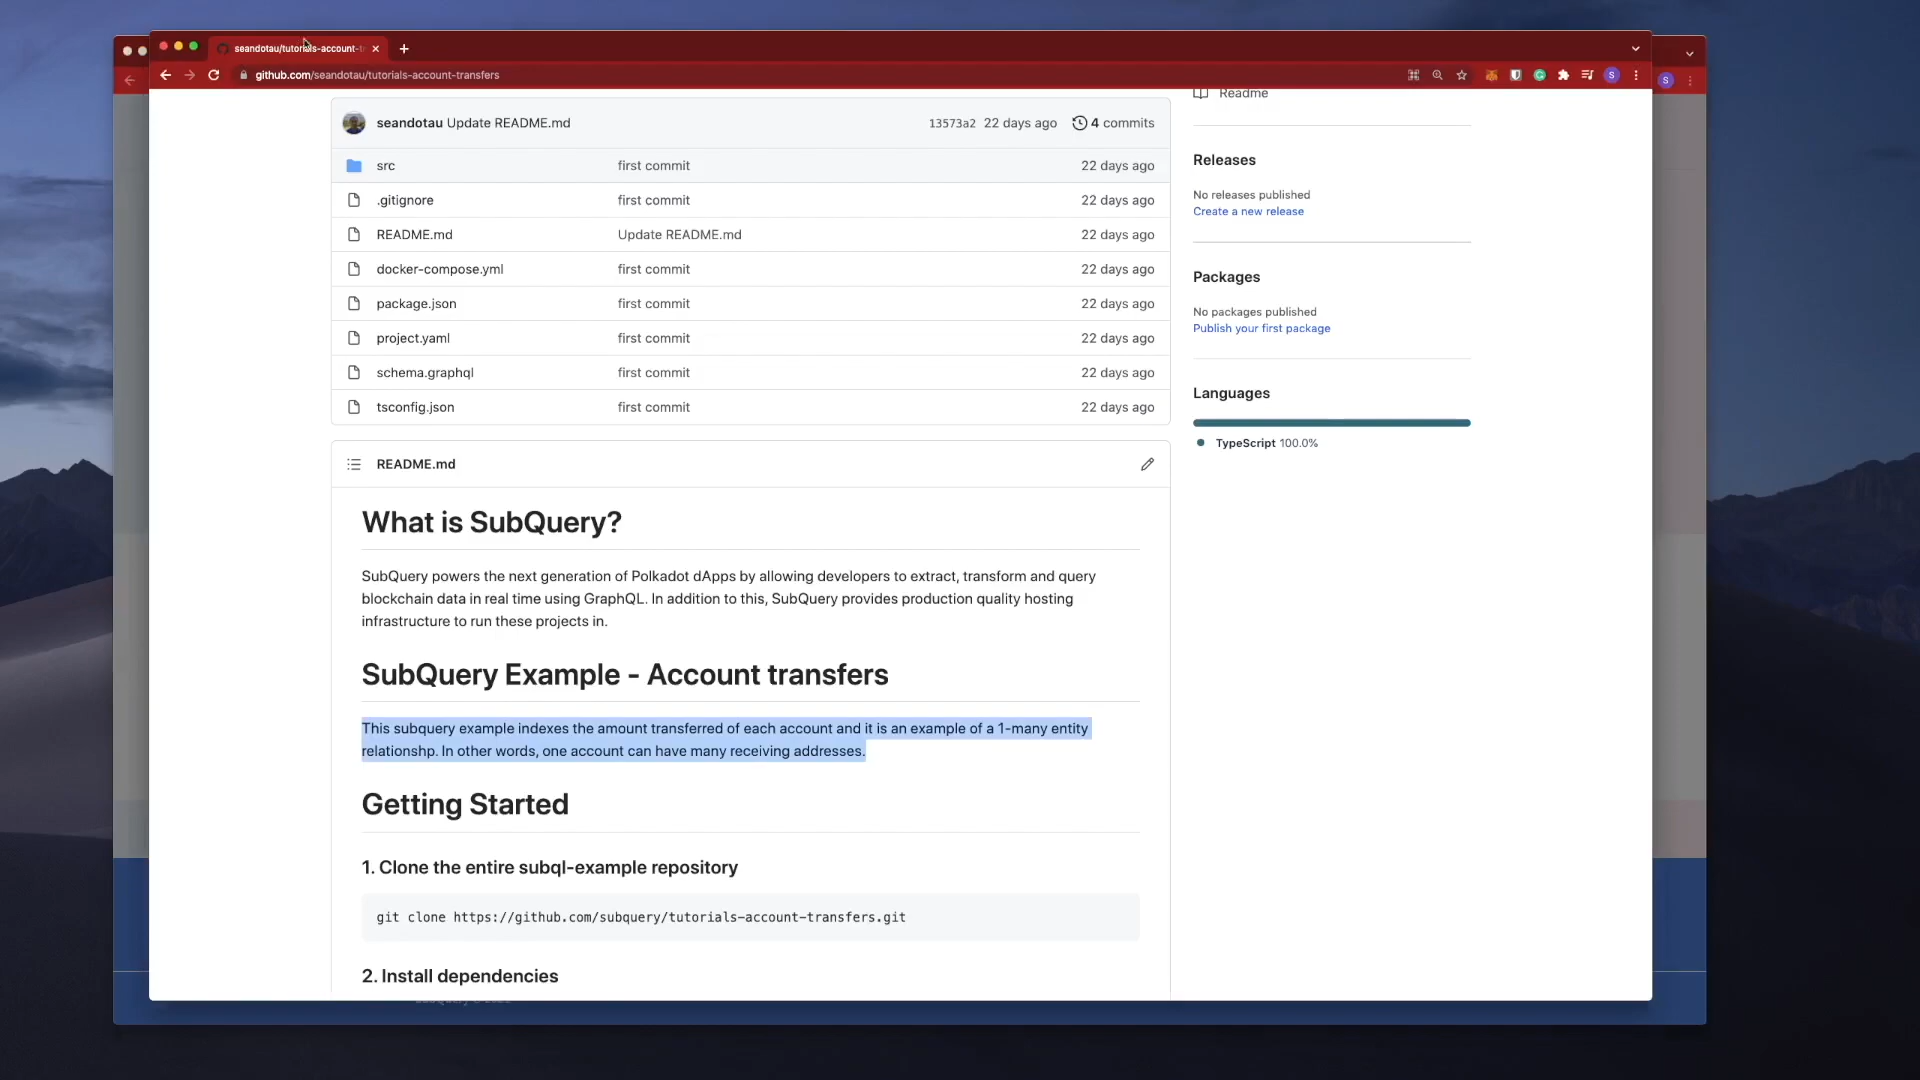 seandotau/tutorials-account-t
github.com/seandotau/tutorials-account-transfers
S
S
Readme
seandotau Update README.md 13573a2 22 days ago 4 commits
src first commit 22 days ago
.gitignore first commit 22 days ago
README.md Update README.md 22 days ago
docker-compose.yml first commit 22 days ago
package.json first commit 22 days ago
project.yaml first commit 22 days ago
schema.graphql first commit 22 days ago
tsconfig.json first commit 22 days ago
Releases
No releases published
Create a new release
Packages
No packages published
Publish your first package
Languages
TypeScript 100.0%
README.md
What is SubQuery?
SubQuery powers the next generation of Polkadot dApps by allowing developers to extract, transform and query
blockchain data in real time using GraphQL. In addition to this, SubQuery provides production quality hosting
infrastructure to run these projects in.
SubQuery Example - Account transfers
This subquery example indexes the amount transferred of each account and it is an example of a 1-many entity
relationshp. In other words, one account can have many receiving addresses.
Getting Started
1. Clone the entire subql-example repository
git clone https://github.com/subquery/tutorials-account-transfers.git
2. Install dependencies